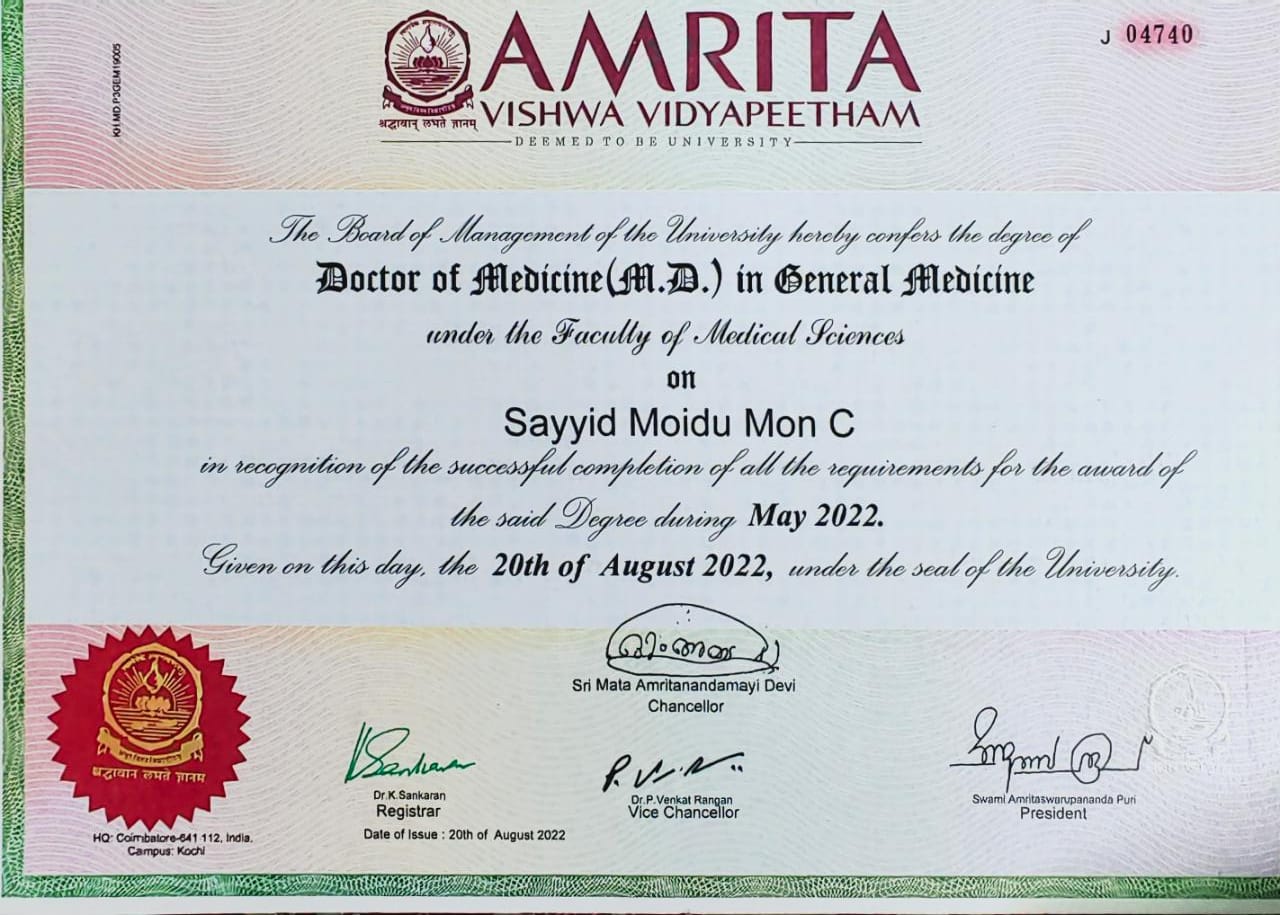 AMRITA
VISHWA VIDYAPEETHAM
DEEMED TO BE UNIVERSITY
श्रद्धावान् लभते ज्ञानम्
J 04740
KH.MD.P3GEM19005
The Board of Management of the University hereby confers the degree of
Doctor of Medicine(M.D.) in General Medicine
under the Faculty of Medical Sciences
on
Sayyid Moidu Mon C
in recognition of the successful completion of all the requirements for the award of
the said Degree during May 2022.
Given on this day, the 20th of August 2022, under the seal of the University.
Sri Mata Amritanandamayi Devi
Chancellor
श्रद्धावान लभते ज्ञानम
HQ: Coimbatore-641 112, India.
Campus: Kochi
Dr.K.Sankaran
Registrar
Date of Issue : 20th of August 2022
Dr.P.Venkat Rangan
Vice Chancellor
Swami Amritaswarupananda Puri
President